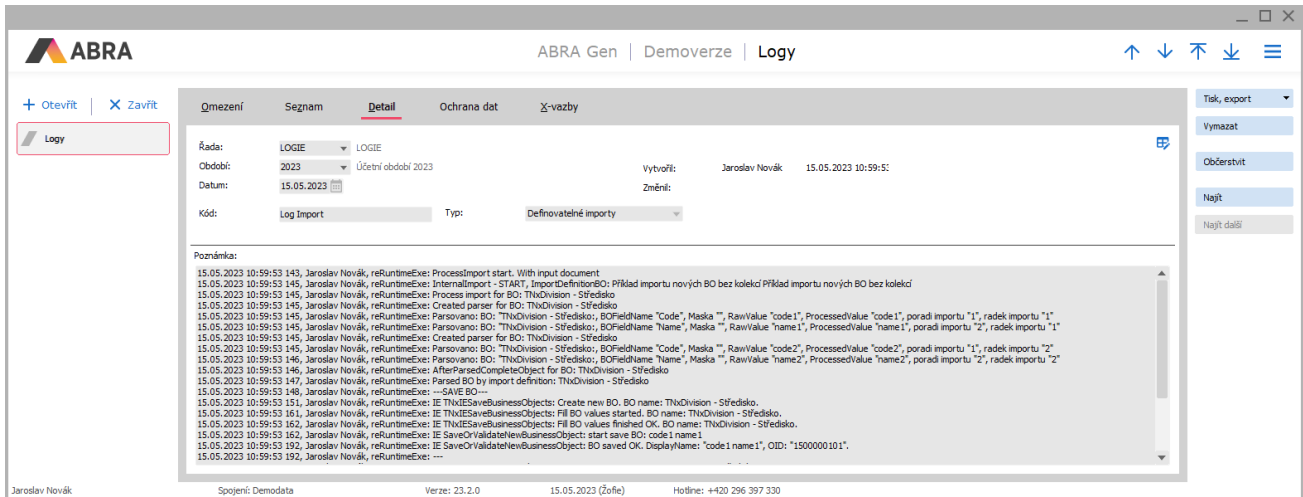 ABRA
ABRA Gen | Demoverze | Logy
Otevřít | Zavřít
Logy
Omezení Seznam Detail Ochrana dat X-vazby
Řada: LOGIE LOGIE
Období: 2023 Účetní období 2023
Vytvořil: Jaroslav Novák 15.05.2023 10:59:53
Datum: 15.05.2023
Změnil:
Kód: Log Import Typ: Definovatelné importy
Poznámka:
15.05.2023 10:59:53 143, Jaroslav Novák, reRuntimeExe: ProcessImport start. With input document
15.05.2023 10:59:53 145, Jaroslav Novák, reRuntimeExe: InternalImport - START, ImportDefinitionBO: Příklad importu nových BO bez kolekcí Příklad importu nových BO bez kolekcí
15.05.2023 10:59:53 145, Jaroslav Novák, reRuntimeExe: Process import for BO: TNxDivision - Středisko
15.05.2023 10:59:53 145, Jaroslav Novák, reRuntimeExe: Created parser for BO: TNxDivision - Středisko
15.05.2023 10:59:53 145, Jaroslav Novák, reRuntimeExe: Parsovano: BO: "TNxDivision - Středisko:, BOFieldName "Code", Maska "", RawValue "code1", ProcessedValue "code1", poradi importu "1", radek importu "1"
15.05.2023 10:59:53 145, Jaroslav Novák, reRuntimeExe: Parsovano: BO: "TNxDivision - Středisko:, BOFieldName "Name", Maska "", RawValue "name1", ProcessedValue "name1", poradi importu "2", radek importu "1"
15.05.2023 10:59:53 145, Jaroslav Novák, reRuntimeExe: Created parser for BO: TNxDivision - Středisko
15.05.2023 10:59:53 145, Jaroslav Novák, reRuntimeExe: Parsovano: BO: "TNxDivision - Středisko:, BOFieldName "Code", Maska "", RawValue "code2", ProcessedValue "code2", poradi importu "1", radek importu "2"
15.05.2023 10:59:53 146, Jaroslav Novák, reRuntimeExe: Parsovano: BO: "TNxDivision - Středisko:, BOFieldName "Name", Maska "", RawValue "name2", ProcessedValue "name2", poradi importu "2", radek importu "2"
15.05.2023 10:59:53 146, Jaroslav Novák, reRuntimeExe: AfterParsedCompleteObject for BO: TNxDivision - Středisko
15.05.2023 10:59:53 147, Jaroslav Novák, reRuntimeExe: Parsed BO by import definition: TNxDivision - Středisko
15.05.2023 10:59:53 148, Jaroslav Novák, reRuntimeExe: ---SAVE BO---
15.05.2023 10:59:53 151, Jaroslav Novák, reRuntimeExe: IE TNxIESaveBusinessObjects: Create new BO. BO name: TNxDivision - Středisko.
15.05.2023 10:59:53 161, Jaroslav Novák, reRuntimeExe: IE TNxIESaveBusinessObjects: Fill BO values started. BO name: TNxDivision - Středisko.
15.05.2023 10:59:53 162, Jaroslav Novák, reRuntimeExe: IE TNxIESaveBusinessObjects: Fill BO values finished OK. BO name: TNxDivision - Středisko.
15.05.2023 10:59:53 162, Jaroslav Novák, reRuntimeExe: IE SaveOrValidateNewBusinessObject: start save BO: code1 name1
15.05.2023 10:59:53 192, Jaroslav Novák, reRuntimeExe: IE SaveOrValidateNewBusinessObject: BO saved OK. DisplayName: "code1 name1", OID: "1500000101".
15.05.2023 10:59:53 192, Jaroslav Novák, reRuntimeExe: ---
Tisk, export
Vymazat
Občerstvit
Najít
Najít další
Jaroslav Novák Spojení: Demodata Verze: 23.2.0 15.05.2023 (Žofie) Hotline: +420 296 397 330